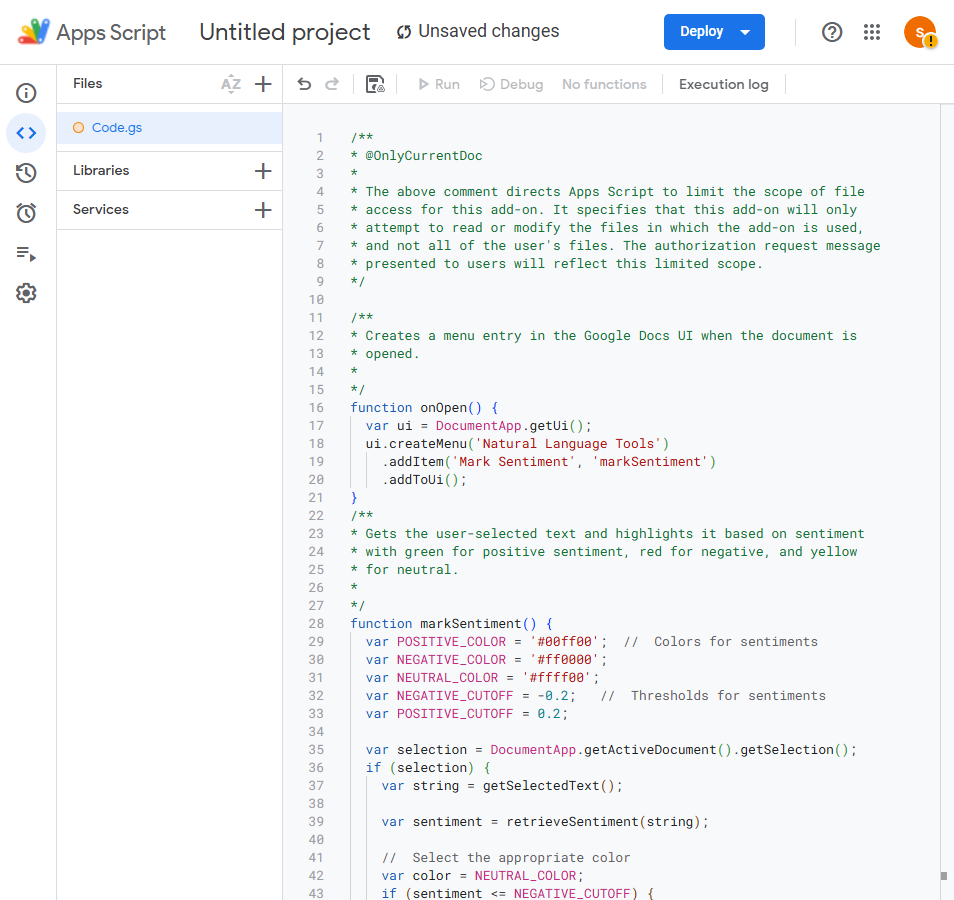 Apps Script
Untitled project
Unsaved changes
Deploy
S
Files
AZ
Run
Debug
No functions
Execution log
Code.gs
Libraries
Services
1 /**
2 * @OnlyCurrentDoc
3 *
4 * The above comment directs Apps Script to limit the scope of file
5 * access for this add-on. It specifies that this add-on will only
6 * attempt to read or modify the files in which the add-on is used,
7 * and not all of the user's files. The authorization request message
8 * presented to users will reflect this limited scope.
9 */
10
11 /**
12 * Creates a menu entry in the Google Docs UI when the document is
13 * opened.
14 *
15 */
16 function onOpen() {
17 var ui = DocumentApp.getUi();
18 ui.createMenu('Natural Language Tools')
19 .addItem('Mark Sentiment', 'markSentiment')
20 .addToUi();
21 }
22 /**
23 * Gets the user-selected text and highlights it based on sentiment
24 * with green for positive sentiment, red for negative, and yellow
25 * for neutral.
26 *
27 */
28 function markSentiment() {
29 var POSITIVE_COLOR = '#00ff00'; // Colors for sentiments
30 var NEGATIVE_COLOR = '#ff0000';
31 var NEUTRAL_COLOR = '#ffff00';
32 var NEGATIVE_CUTOFF = -0.2; // Thresholds for sentiments
33 var POSITIVE_CUTOFF = 0.2;
34
35 var selection = DocumentApp.getActiveDocument().getSelection();
36 if (selection) {
37 var string = getSelectedText();
38
39 var sentiment = retrieveSentiment(string);
40
41 // Select the appropriate color
42 var color = NEUTRAL_COLOR;
43 if (sentiment <= NEGATIVE_CUTOFF) {